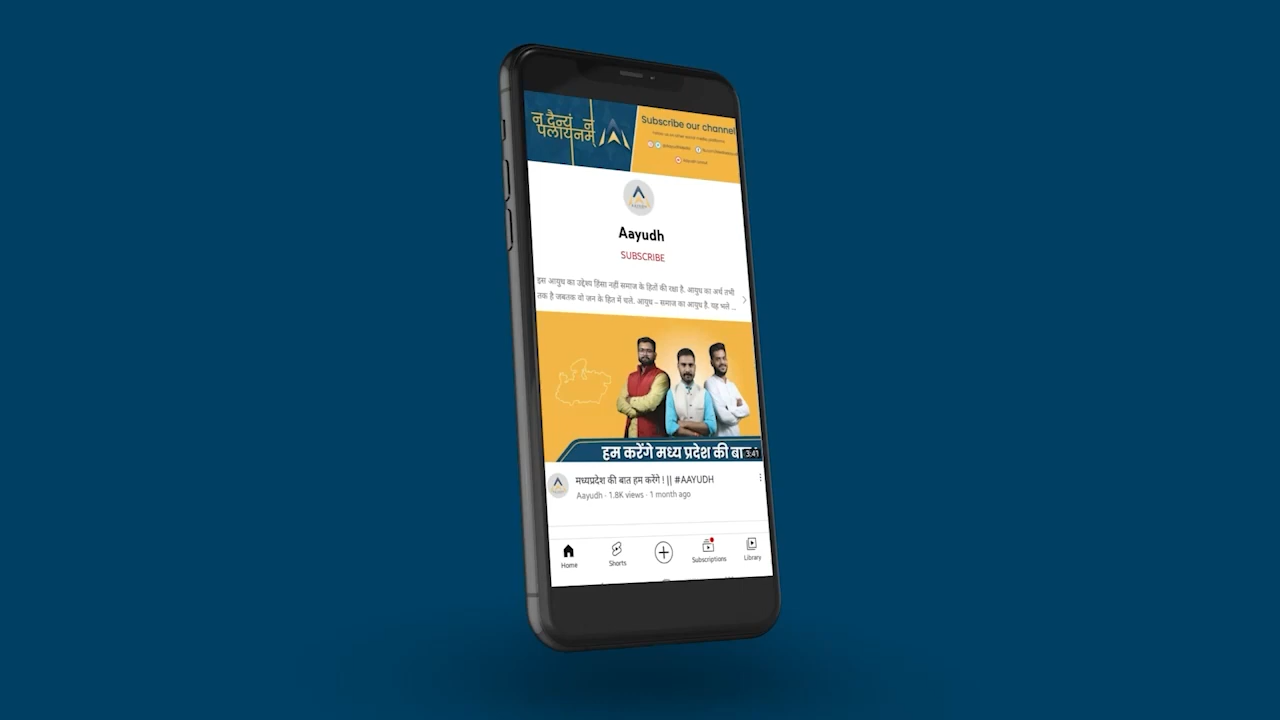 न दैन्यं न
पलायनम्
Subscribe our channel
Aayudh
SUBSCRIBE
इस आयुध का उद्देश्य हिंसा नहीं समाज के हितों की रक्षा है. आयुध का अर्थ तभी
तक है जबतक वो जन के हित में चले. आयुध – समाज का आयुध है. यह भले ...
हम करेंगे मध्य प्रदेश की बात
3:41
मध्यप्रदेश की बात हम करेंगे ! || #AAYUDH
Aayudh · 1.8K views · 1 month ago
Home
Shorts
Subscriptions
Library